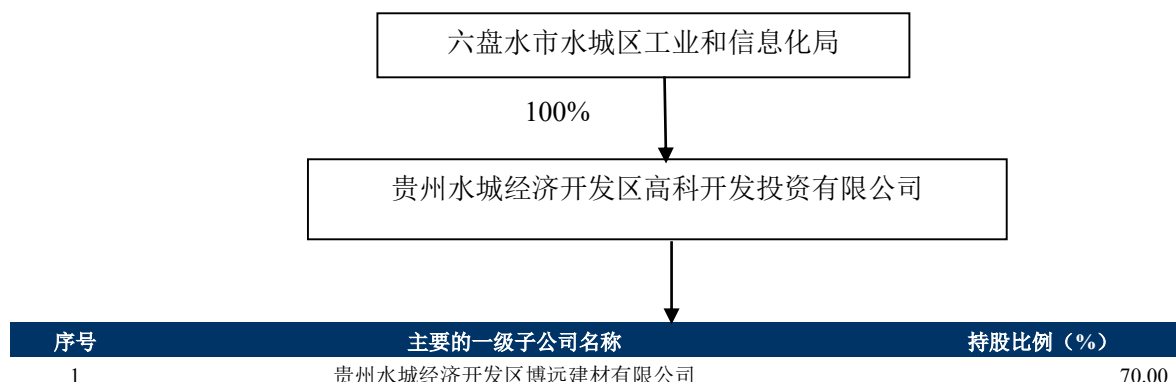 六盘水市水城区工业和信息化局
100%
贵州水城经济开发区高科开发投资有限公司
序号 主要的一级子公司名称 持股比例（%）
1 贵州水城经济开发区博远建材有限公司 70.00